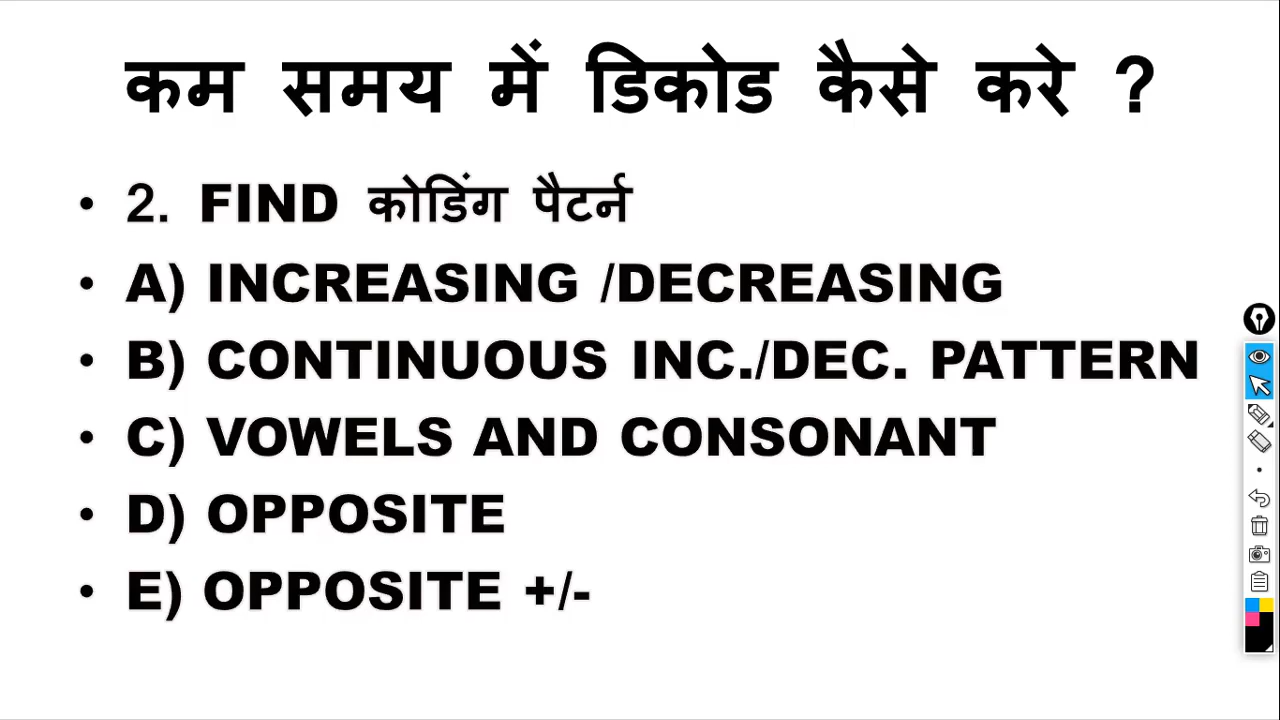 कम समय में डिकोड कैसे करे ?
• 2. FIND कोडिंग पैटर्न
• A) INCREASING /DECREASING
• B) CONTINUOUS INC./DEC. PATTERN
• C) VOWELS AND CONSONANT
• D) OPPOSITE
• E) OPPOSITE +/-